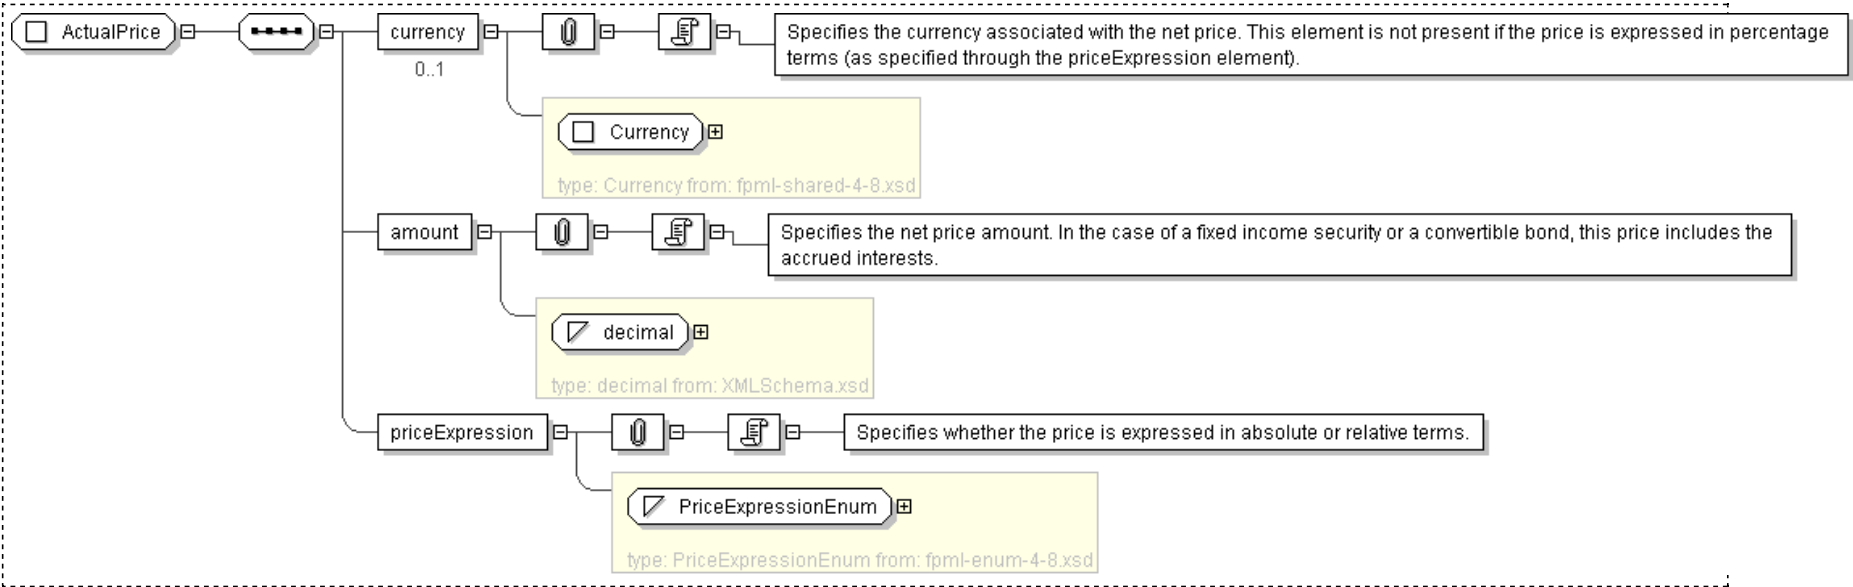 ActualPrice
currency
0..1
Specifies the currency associated with the net price. This element is not present if the price is expressed in percentage
terms (as specified through the priceExpression element).
Currency
type: Currency from: fpml-shared-4-8.xsd
amount
Specifies the net price amount. In the case of a fixed income security or a convertible bond, this price includes the
accrued interests.
decimal
type: decimal from: XMLSchema.xsd
priceExpression
Specifies whether the price is expressed in absolute or relative terms.
PriceExpressionEnum
type: PriceExpressionEnum from: fpml-enum-4-8.xsd